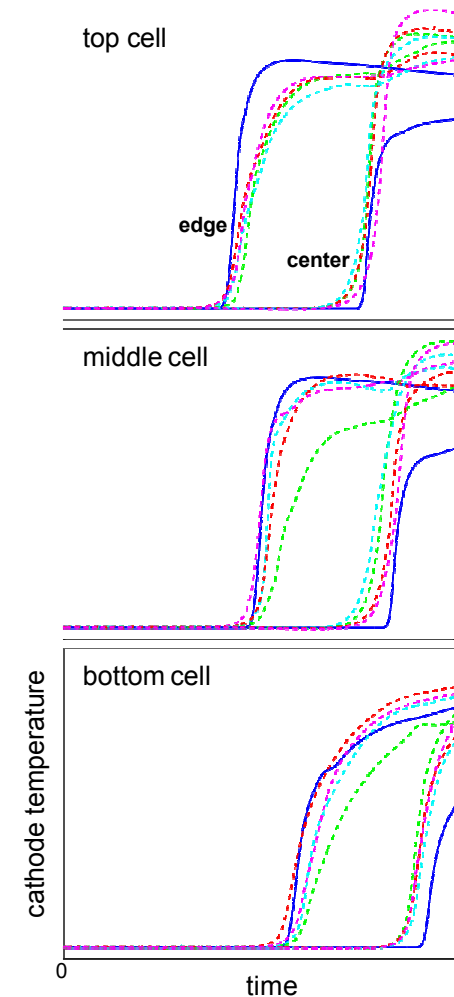 top cell
edge
center
middle cell
bottom cell
cathode temperature
0
time